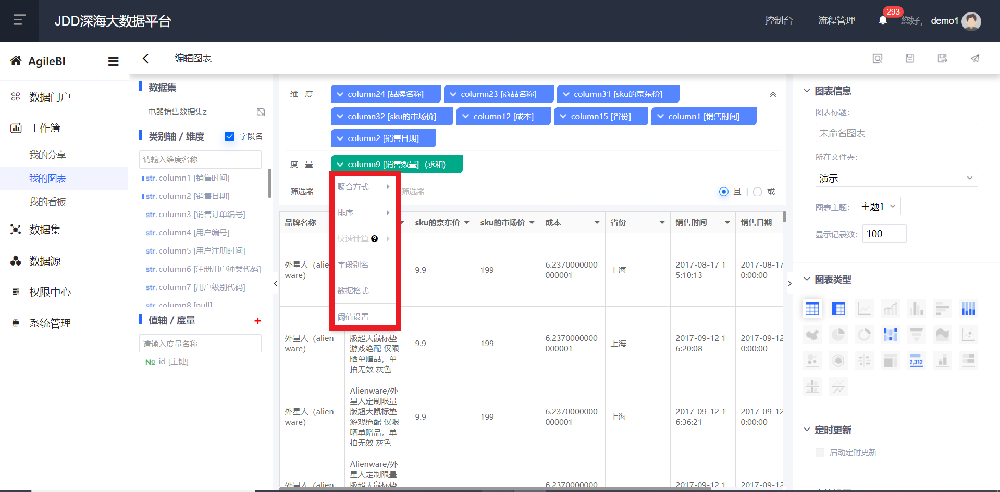 JDD深海大数据平台
控制台
流程管理
293
您好,
demo1
AgileBI
编辑图表
数据门户
工作簿
我的分享
我的图表
我的看板
数据集
数据源
权限中心
系统管理
数据集
电器销售数据集z
类别轴 / 维度
字段名
请输入维度名称
str. column1 [销售时间]
str. column2 [销售日期]
str. column3 [销售订单编号]
str. column4 [用户编号]
str. column5 [用户注册时间]
str. column6 [注册用户种类代码]
str. column7 [用户级别代码]
str. column8 [null]
值轴 / 度量
请输入度量名称
№ id [主键]
维 度
column24 [品牌名称]
column23 [商品名称]
column31 [sku的京东价]
column32 [sku的市场价]
column12 [成本]
column15 [省份]
column1 [销售时间]
column2 [销售日期]
度 量
column9 [销售数量] (求和)
筛选器
筛选器
且 | 或
聚合方式
排序
快速计算
字段别名
数据格式
阈值设置
品牌名称
sku的京东价
sku的市场价
成本
省份
销售时间
销售日期
外星人（alie
ware）
9.9
199
6.2370000000
000001
上海
2017-08-17 1
5:10:13
2017-08-17
0:00:00
外星人（alien
ware）
版超大鼠标垫
游戏绝配 仅限
晒单赠品，单
拍无效 灰色
9.9
199
6.2370000000
000001
上海
2017-09-12 1
6:20:08
2017-09-12
0:00:00
外星人（alien
ware）
Alienware/外
星人定制限量
版超大鼠标垫
游戏绝配 仅限
晒单赠品，单
拍无效 灰色
9.9
199
6.2370000000
000001
上海
2017-09-12 1
6:36:21
2017-09-12
0:00:00
外星人（alien
Alienware/外
星人定制限量
版超大鼠标垫
6.2370000000
2017-09-12 1
2017-09-12
图表信息
图表标题:
未命名图表
所在文件夹:
演示
图表主题:
主题1
显示记录数:
100
图表类型
2,312
定时更新
启动定时更新